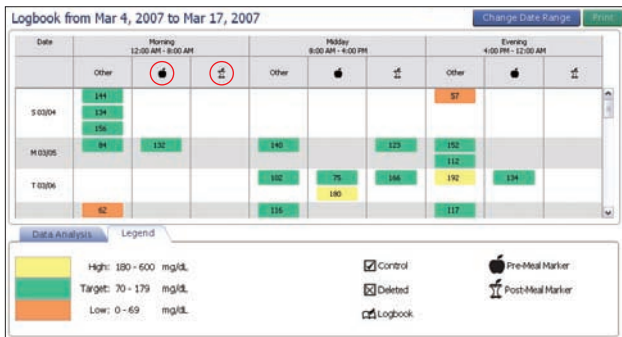 Logbook from Mar 4, 2007 to Mar 17, 2007 Change Date Range Print
Date Morning Midday Evening
12:00 AM - 8:00 AM 8:00 AM - 4:00 PM 4:00 PM - 12:00 AM
Other Other Other
144 57
S 03/04 134
156
M 03/05 84 132 140 123 152
112
T 03/06 102 75 166 192 134
180
62 116 117
Data Analysis Legend
High: 180 - 600 mg/dL Control Pre-Meal Marker
Target: 70 - 179 mg/dL Deleted Post-Meal Marker
Low: 0 - 69 mg/dL Logbook